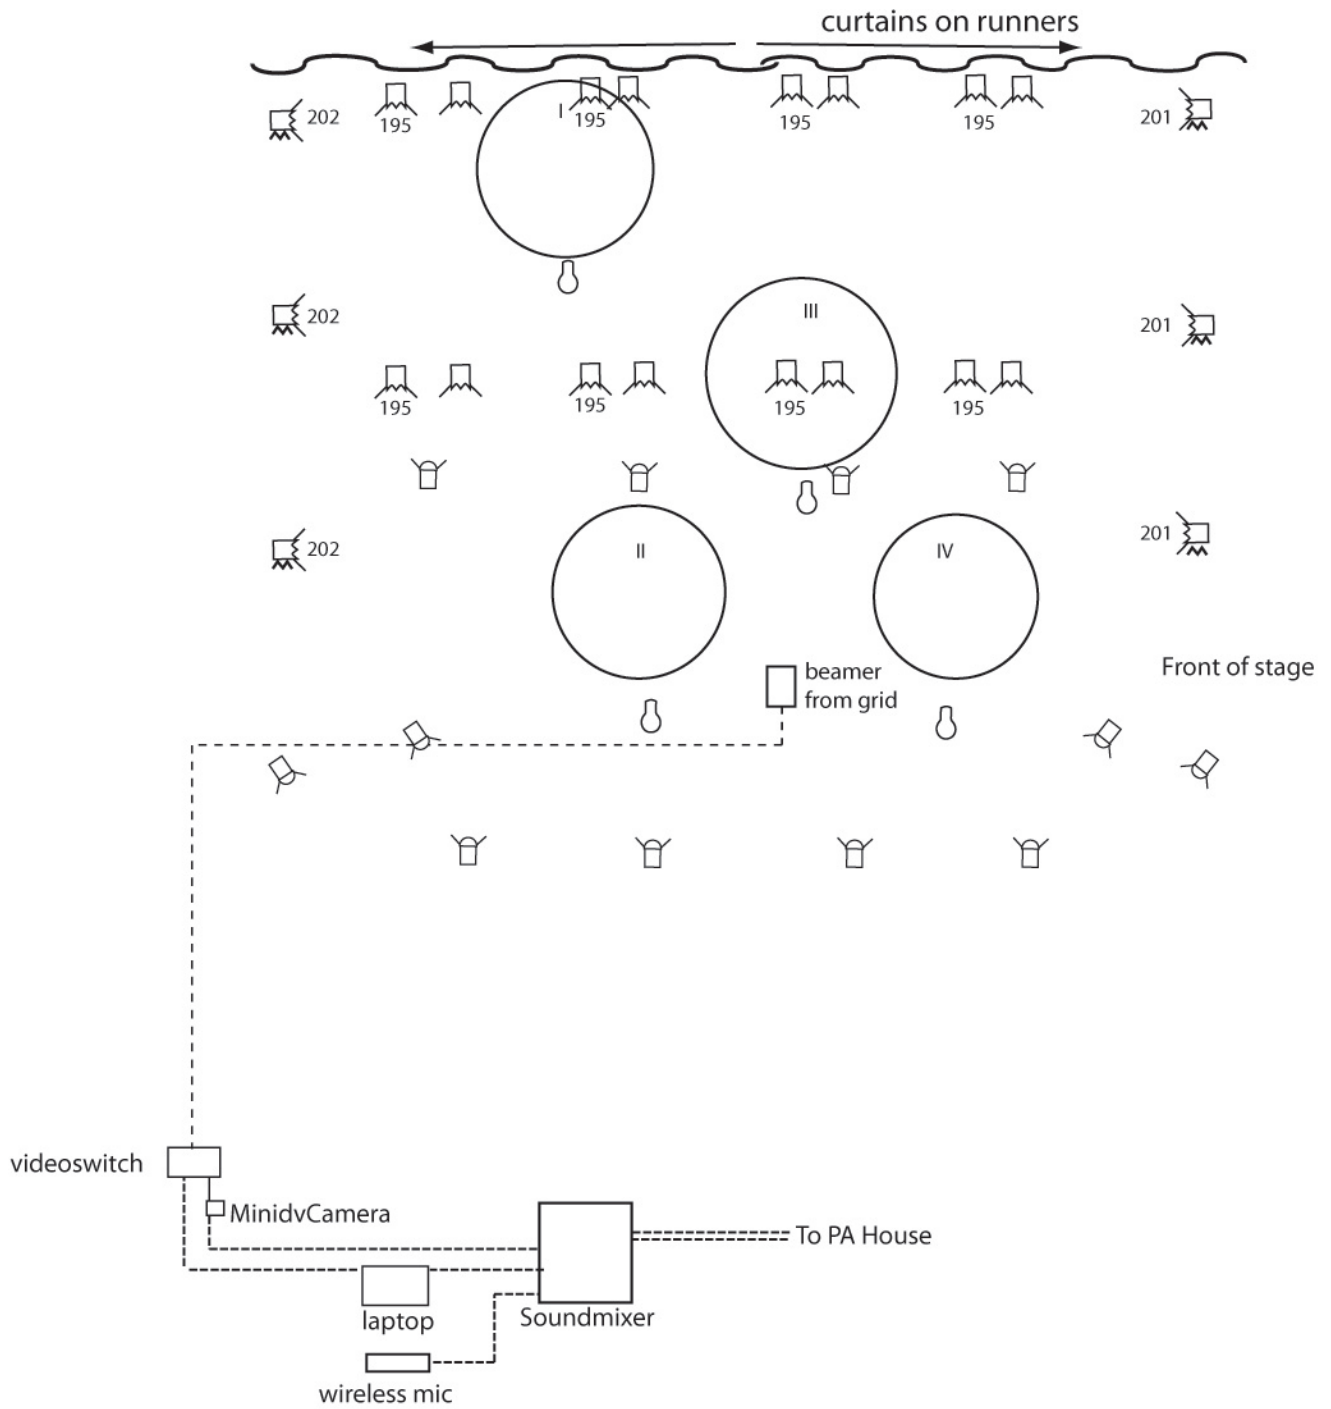 curtains on runners
202
195
I
195
195
195
201
202
III
201
195
195
195
195
202
II
IV
201
beamer
from grid
Front of stage
videoswitch
MinidvCamera
To PA House
laptop
Soundmixer
wireless mic